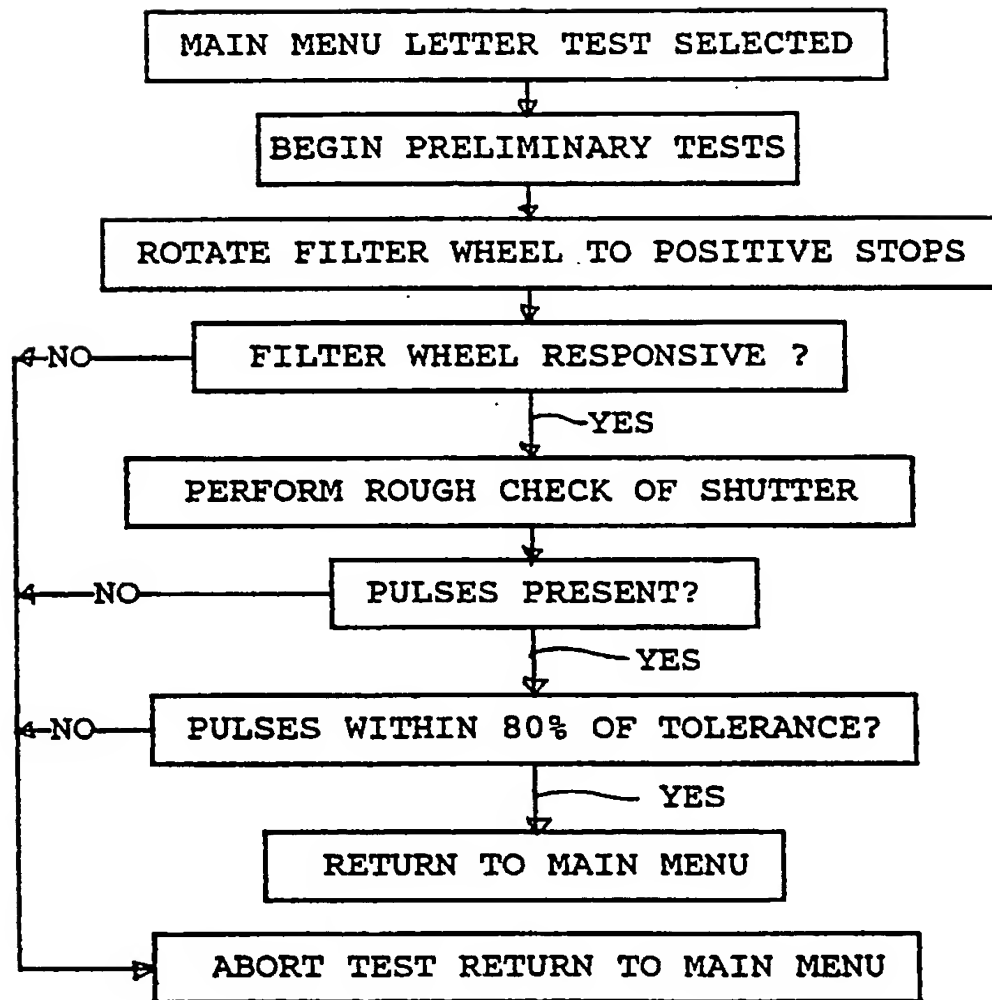 MAIN MENU LETTER TEST SELECTED
BEGIN PRELIMINARY TESTS
ROTATE FILTER WHEEL TO POSITIVE STOPS
NO
FILTER WHEEL RESPONSIVE ?
YES
PERFORM ROUGH CHECK OF SHUTTER
NO
PULSES PRESENT?
YES
NO
PULSES WITHIN 80% OF TOLERANCE?
YES
RETURN TO MAIN MENU
ABORT TEST RETURN TO MAIN MENU